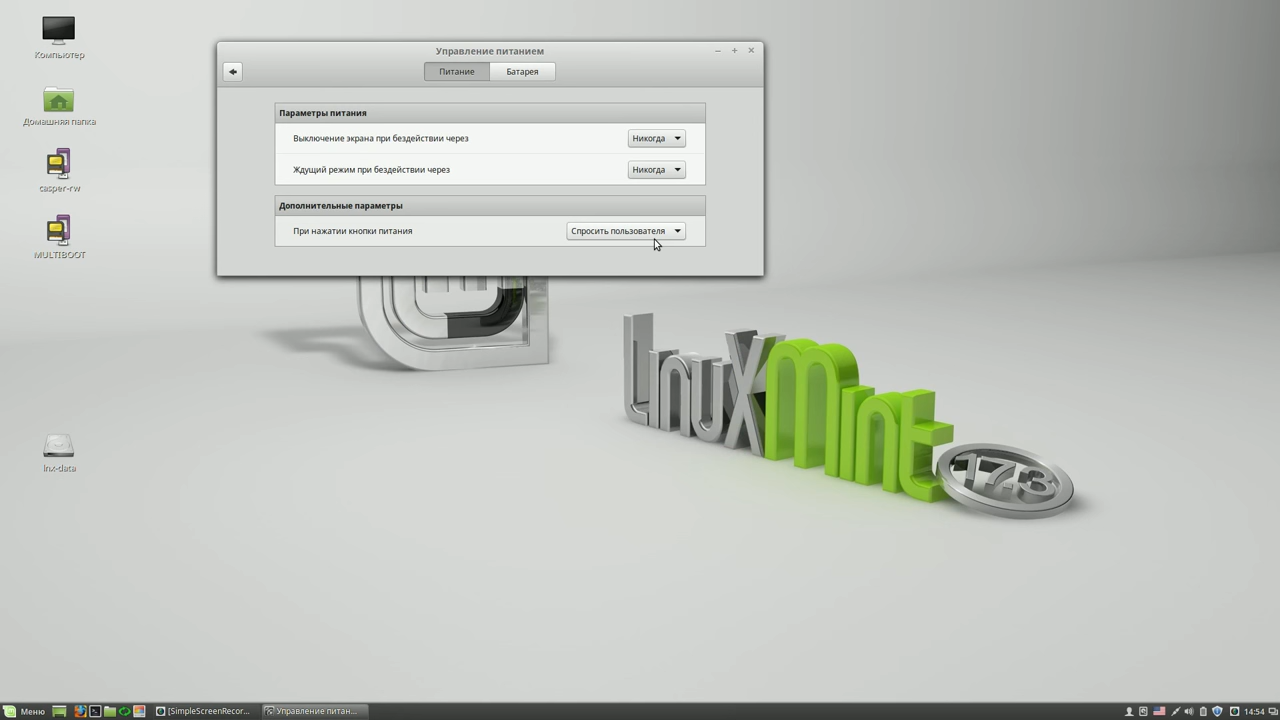 Компьютер
Домашняя папка
casper-rw
MULTIBOOT
lnx-data
Управление питанием
Питание
Батарея
Параметры питания
Выключение экрана при бездействии через
Никогда
Ждущий режим при бездействии через
Никогда
Дополнительные параметры
При нажатии кнопки питания
Спросить пользователя
Linux Mint
17.3
Меню
[SimpleScreenRecor...
Управление питан...
14:54